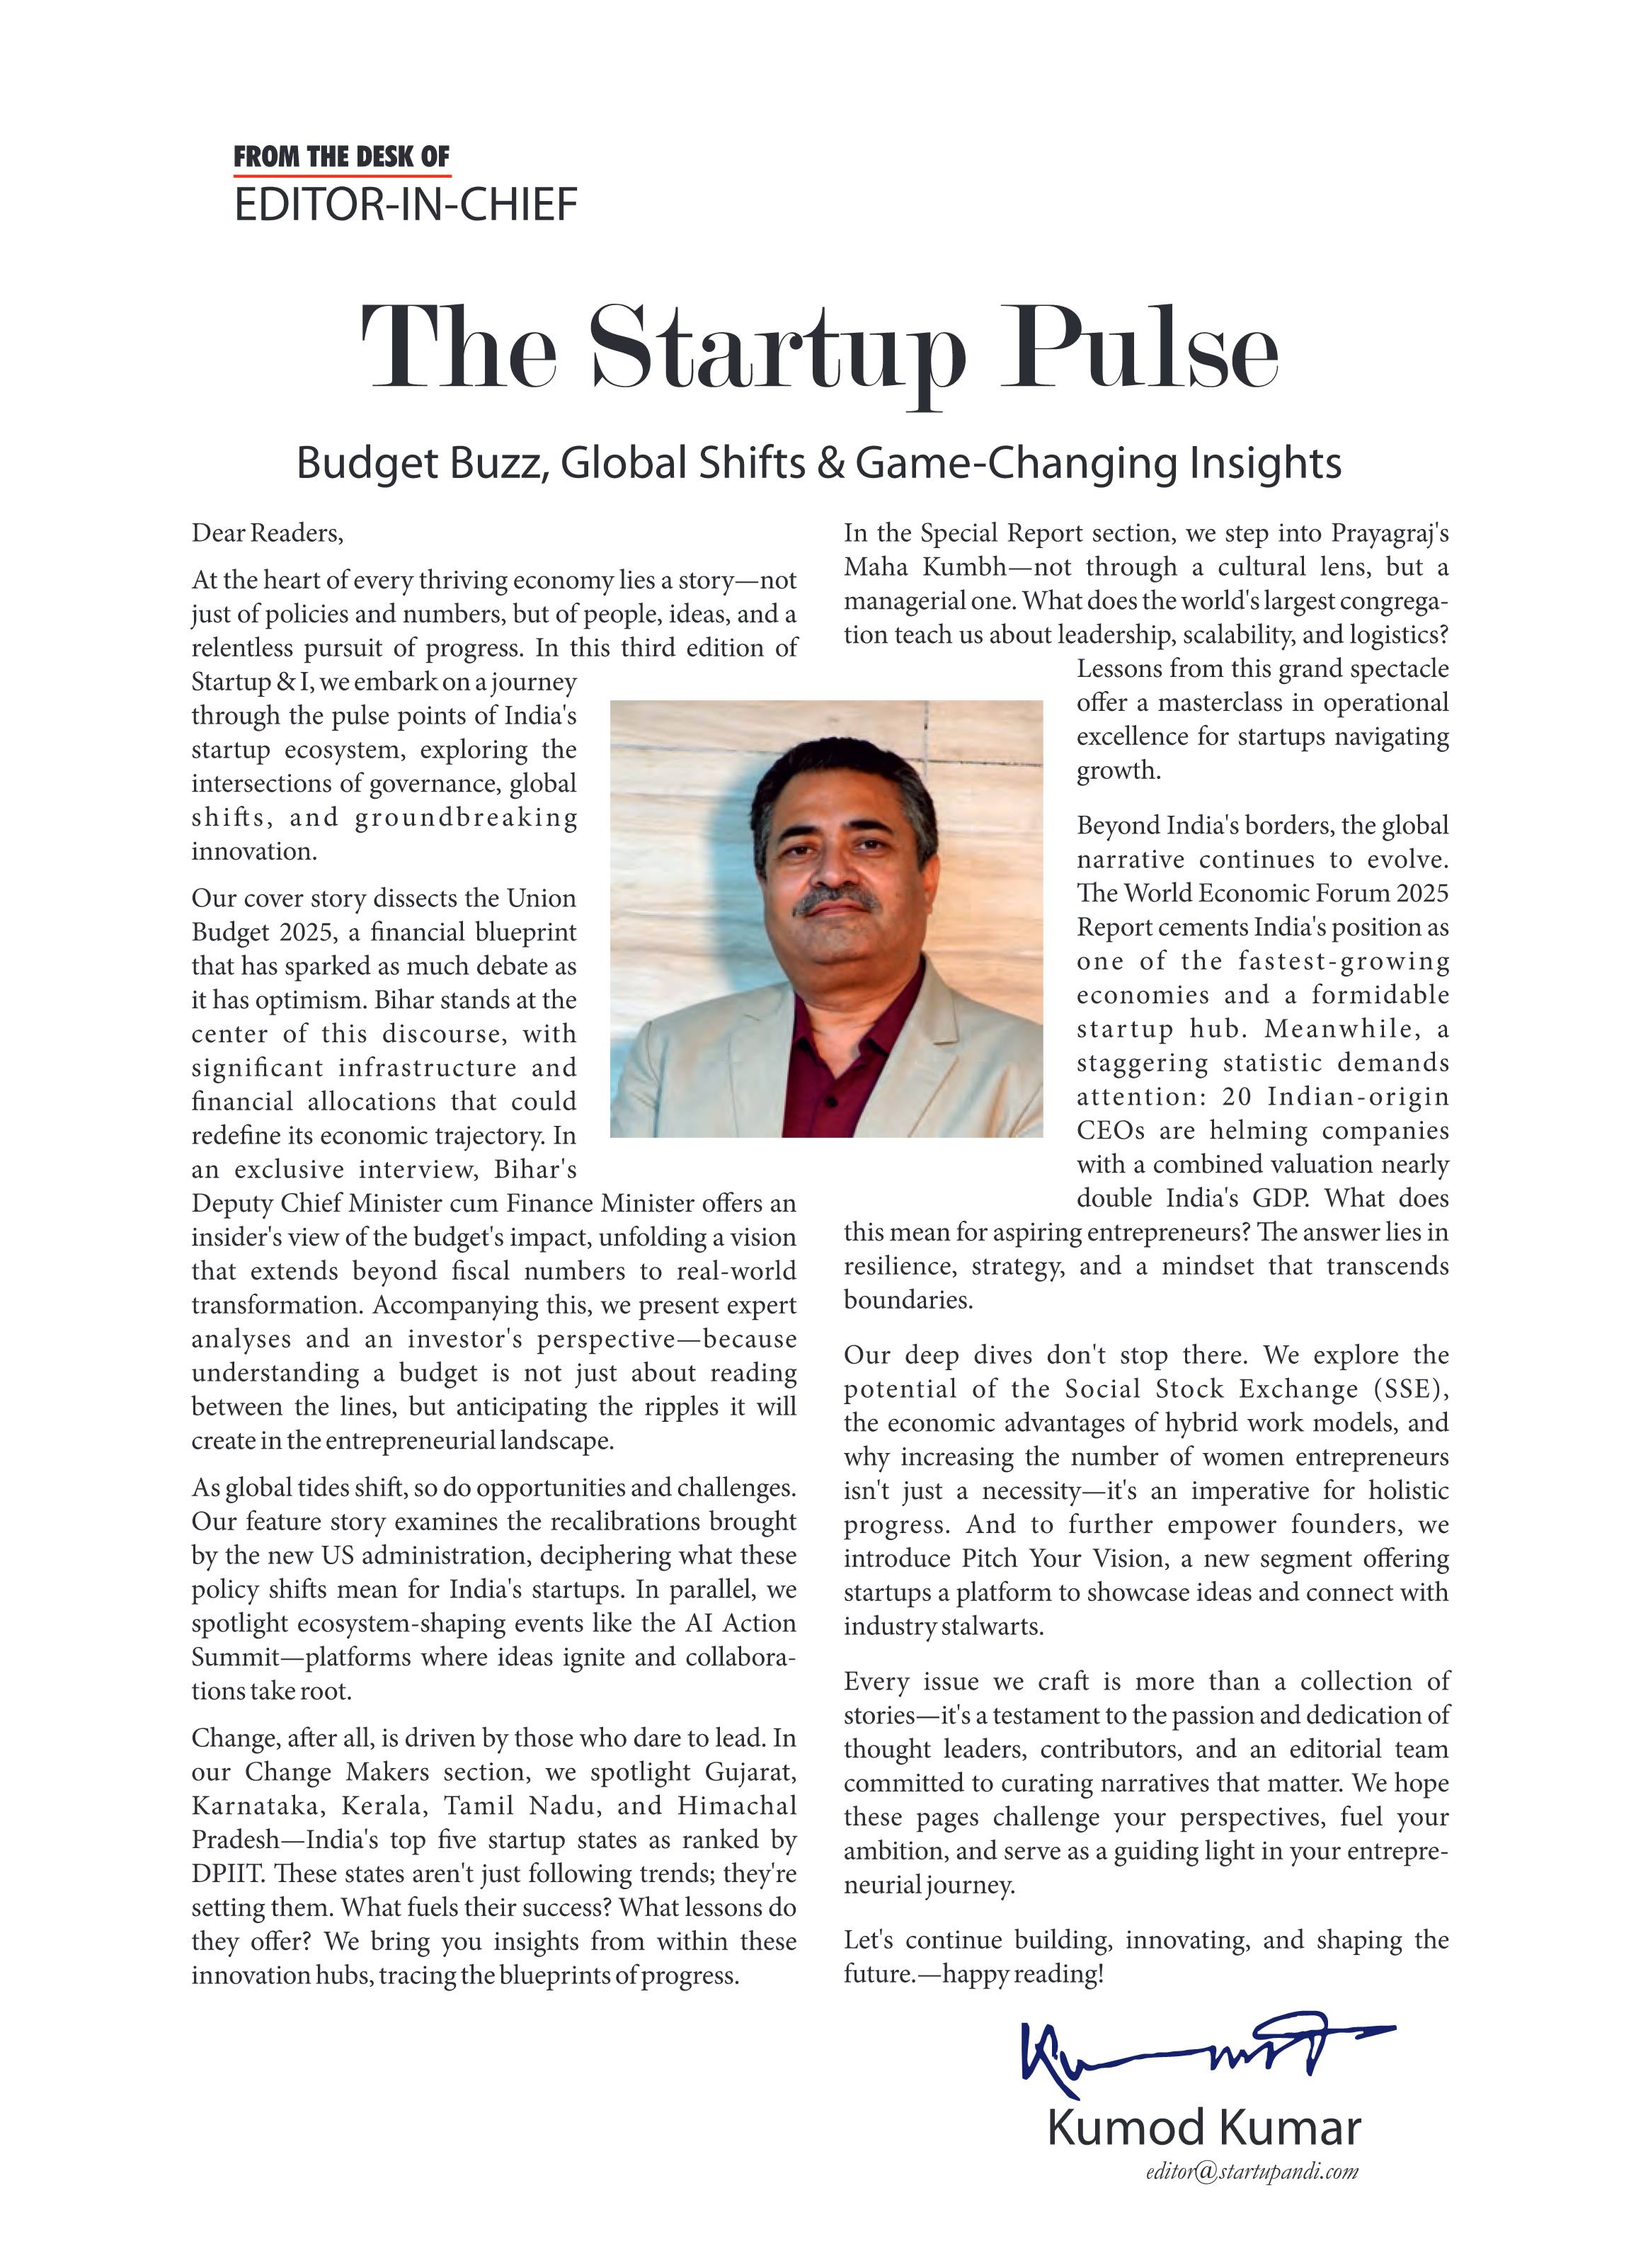 FROM THE DESK OF
EDITOR-IN-CHIEF
The Startup Pulse
Budget Buzz, Global Shifts & Game-Changing Insights
Dear Readers,
At the heart of every thriving economy lies a story—not
just of policies and numbers, but of people, ideas, and a
relentless pursuit of progress. In this third edition of
Startup & I, we embark on a journey
through the pulse points of India's
startup ecosystem, exploring the
intersections of governance, global
shifts, and groundbreaking
innovation.
Our cover story dissects the Union
Budget 2025, a financial blueprint
that has sparked as much debate as
it has optimism. Bihar stands at the
center of this discourse, with
significant infrastructure and
financial allocations that could
redefine its economic trajectory. In
an exclusive interview, Bihar's
Deputy Chief Minister cum Finance Minister offers an
insider's view of the budget's impact, unfolding a vision
that extends beyond fiscal numbers to real-world
transformation. Accompanying this, we present expert
analyses and an investor's perspective—because
understanding a budget is not just about reading
between the lines, but anticipating the ripples it will
create in the entrepreneurial landscape.
As global tides shift, so do opportunities and challenges.
Our feature story examines the recalibrations brought
by the new US administration, deciphering what these
policy shifts mean for India's startups. In parallel, we
spotlight ecosystem-shaping events like the AI Action
Summit—platforms where ideas ignite and collabora-
tions take root.
Change, after all, is driven by those who dare to lead. In
our Change Makers section, we spotlight Gujarat,
Karnataka, Kerala, Tamil Nadu, and Himachal
Pradesh—India's top five startup states as ranked by
DPIIT. These states aren't just following trends; they're
setting them. What fuels their success? What lessons do
they offer? We bring you insights from within these
innovation hubs, tracing the blueprints of progress.
In the Special Report section, we step into Prayagraj's
Maha Kumbh—not through a cultural lens, but a
managerial one. What does the world's largest congrega-
tion teach us about leadership, scalability, and logistics?
Lessons from this grand spectacle
offer a masterclass in operational
excellence for startups navigating
growth.
Beyond India's borders, the global
narrative continues to evolve.
The World Economic Forum 2025
Report cements India's position as
one of the fastest-growing
economies and a formidable
startup hub. Meanwhile, a
staggering statistic demands
attention: 20 Indian-origin
CEOs are helming companies
with a combined valuation nearly
double India's GDP. What does
this mean for aspiring entrepreneurs? The answer lies in
resilience, strategy, and a mindset that transcends
boundaries.
Our deep dives don't stop there. We explore the
potential of the Social Stock Exchange (SSE),
the economic advantages of hybrid work models, and
why increasing the number of women entrepreneurs
isn't just a necessity—it's an imperative for holistic
progress. And to further empower founders, we
introduce Pitch Your Vision, a new segment offering
startups a platform to showcase ideas and connect with
industry stalwarts.
Every issue we craft is more than a collection of
stories—it's a testament to the passion and dedication of
thought leaders, contributors, and an editorial team
committed to curating narratives that matter. We hope
these pages challenge your perspectives, fuel your
ambition, and serve as a guiding light in your entrepre-
neurial journey.
Let's continue building, innovating, and shaping the
future.—happy reading!
Kumod Kumar
editor@startupandi.com